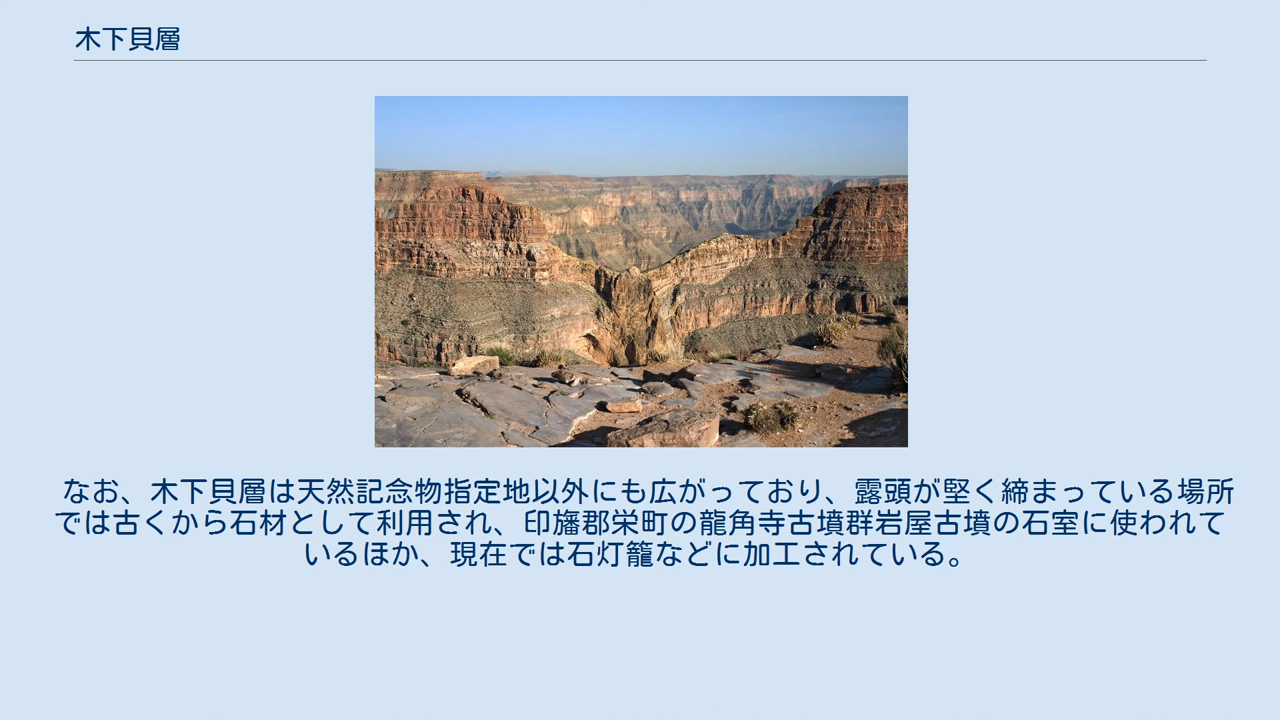 木下貝層
なお、木下貝層は天然記念物指定地以外にも広がっており、露頭が堅く締まっている場所
では古くから石材として利用され、印旛郡栄町の龍角寺古墳群岩屋古墳の石室に使われて
いるほか、現在では石灯籠などに加工されている。